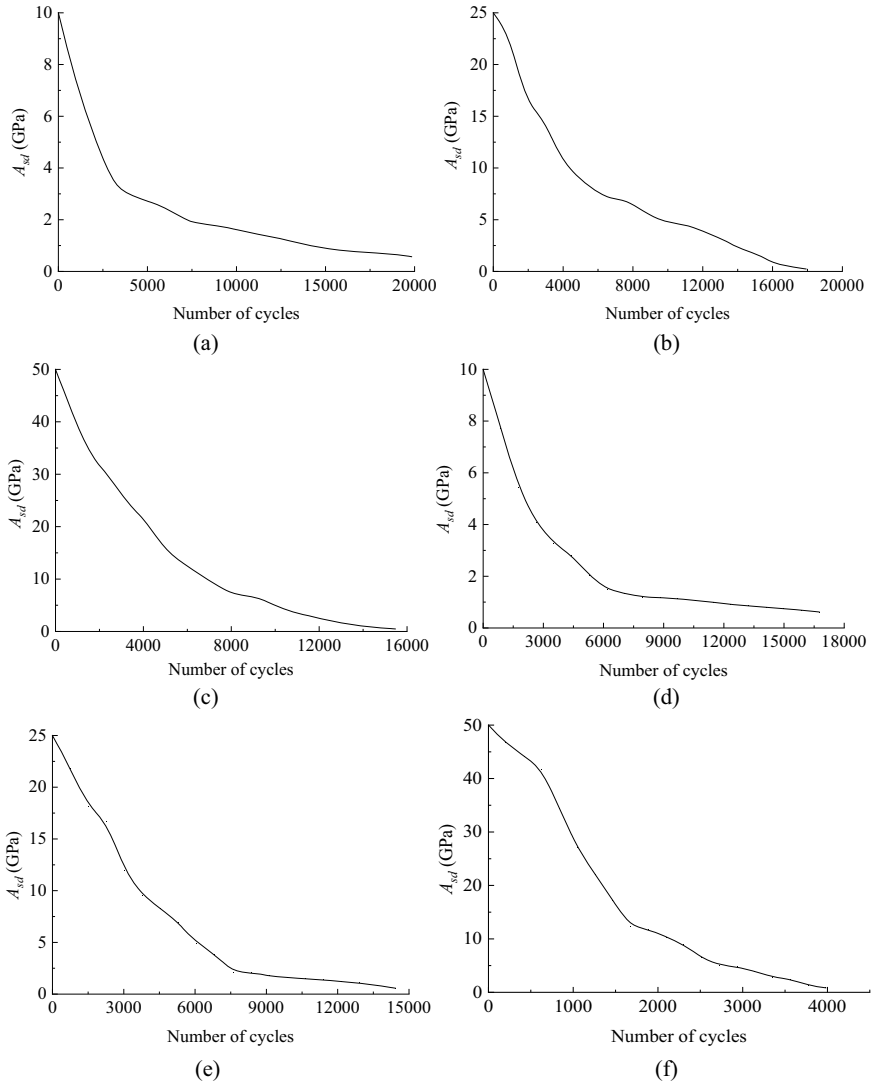 10
8
6
4
2
0
A_sd (GPa)
0 5000 10000 15000 20000
Number of cycles
(a)
25
20
15
10
5
0
A_sd (GPa)
0 4000 8000 12000 16000 20000
Number of cycles
(b)
50
40
30
20
10
0
A_sd (GPa)
0 4000 8000 12000 16000
Number of cycles
(c)
10
8
6
4
2
0
A_sd (GPa)
0 3000 6000 9000 12000 15000 18000
Number of cycles
(d)
25
20
15
10
5
0
A_sd (GPa)
0 3000 6000 9000 12000 15000
Number of cycles
(e)
50
40
30
20
10
0
A_sd (GPa)
0 1000 2000 3000 4000
Number of cycles
(f)